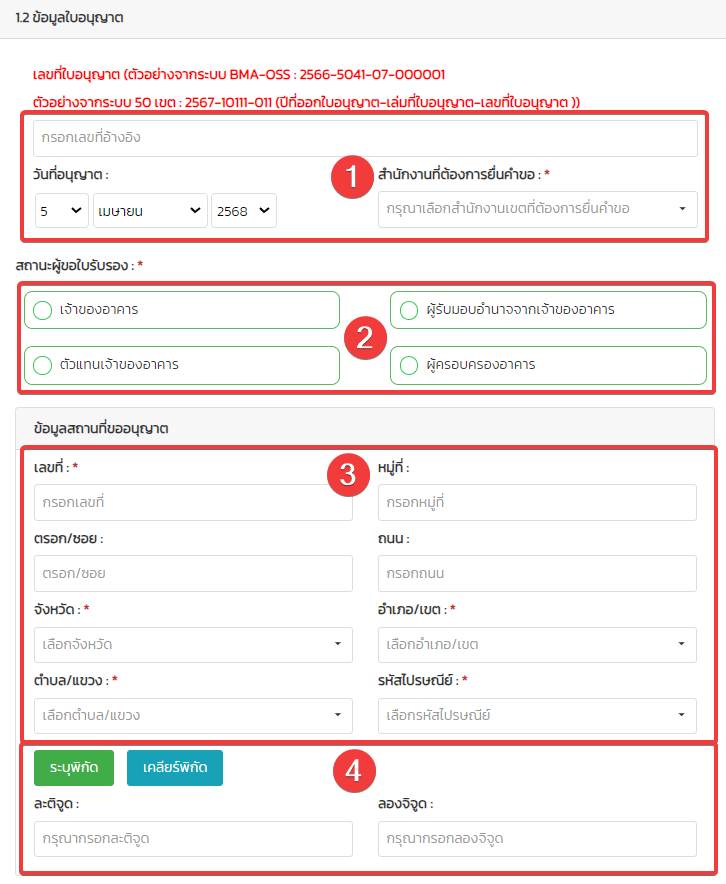 1.2 ข้อมูลใบอนุญาต
เลขที่ใบอนุญาต (ตัวอย่างจากระบบ BMA-OSS : 2566-5041-07-000001
ตัวอย่างจากระบบ 50 เขต : 2567-10111-011 (ปีที่ออกใบอนุญาต-เล่มที่ใบอนุญาต-เลขที่ใบอนุญาต ))
กรอกเลขที่อ้างอิง
วันที่อนุญาต : 1 สำนักงานที่ต้องการยื่นคำขอ : *
5 เมษายน 2568 กรุณาเลือกสำนักงานเขตที่ต้องการยื่นคำขอ
สถานะผู้ขอใบรับรอง : *
เจ้าของอาคาร ผู้รับมอบอำนาจจากเจ้าของอาคาร
2
ตัวแทนเจ้าของอาคาร ผู้ครอบครองอาคาร
ข้อมูลสถานที่ขออนุญาต
เลขที่ : * 3 หมู่ที่ :
กรอกเลขที่ กรอกหมู่ที่
ตรอก/ซอย : ถนน :
ตรอก/ซอย กรอกถนน
จังหวัด : * อำเภอ/เขต : *
เลือกจังหวัด เลือกอำเภอ/เขต
ตำบล/แขวง : * รหัสไปรษณีย์ : *
เลือกตำบล/แขวง เลือกรหัสไปรษณีย์
ระบุพิกัด เคลียร์พิกัด 4
ละติจูด : ลองจิจูด :
กรุณากรอกละติจูด กรุณากรอกลองจิจูด